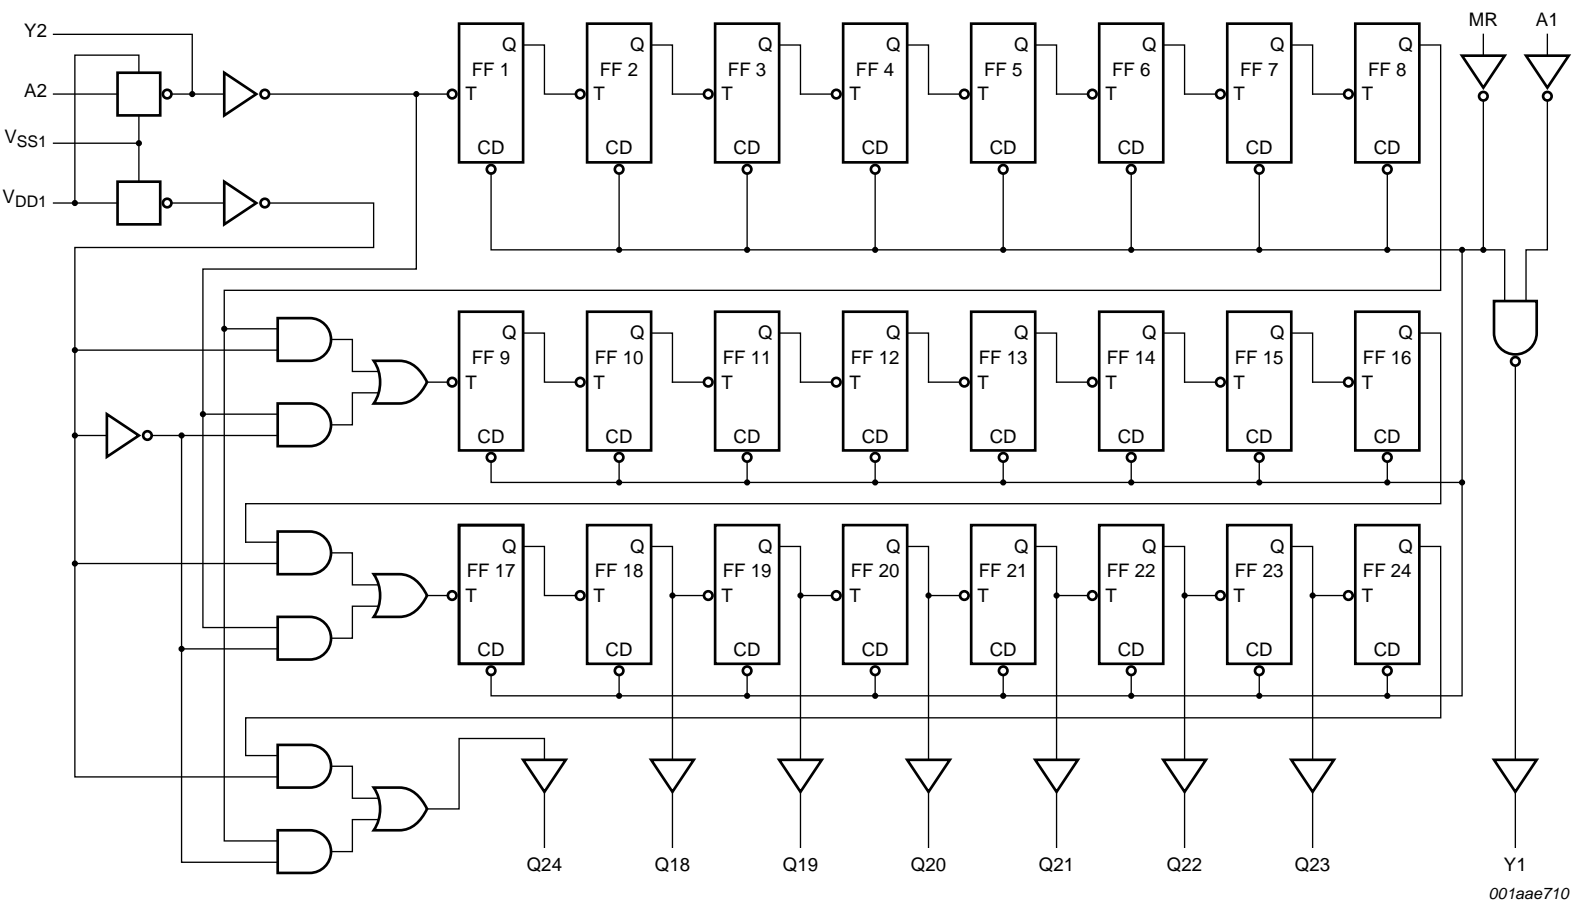 Y2
A2
VSS1
VDD1
MR A1
Q Q Q Q Q Q Q Q
FF 1 FF 2 FF 3 FF 4 FF 5 FF 6 FF 7 FF 8
T T T T T T T T
CD CD CD CD CD CD CD CD
Q Q Q Q Q Q Q Q
FF 9 FF 10 FF 11 FF 12 FF 13 FF 14 FF 15 FF 16
T T T T T T T T
CD CD CD CD CD CD CD CD
Q Q Q Q Q Q Q Q
FF 17 FF 18 FF 19 FF 20 FF 21 FF 22 FF 23 FF 24
T T T T T T T T
CD CD CD CD CD CD CD CD
Q24 Q18 Q19 Q20 Q21 Q22 Q23 Y1
001aae710